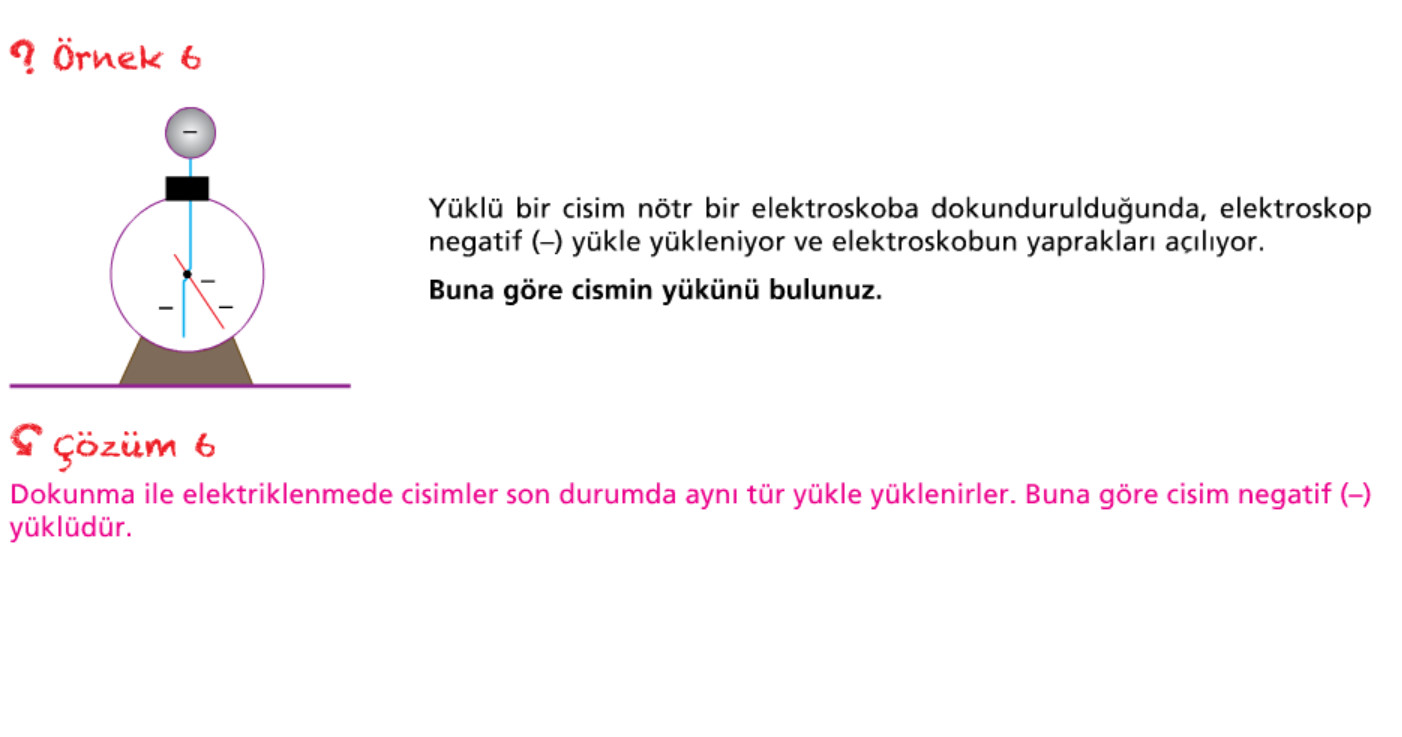 ? Örnek 6
–
–
–
–
Yüklü bir cisim nötr bir elektroskoba dokundurulduğunda, elektroskop
negatif (–) yükle yükleniyor ve elektroskobun yaprakları açılıyor.
Buna göre cismin yükünü bulunuz.
Çözüm 6
Dokunma ile elektriklenmede cisimler son durumda aynı tür yükle yüklenirler. Buna göre cisim negatif (–)
yüklüdür.